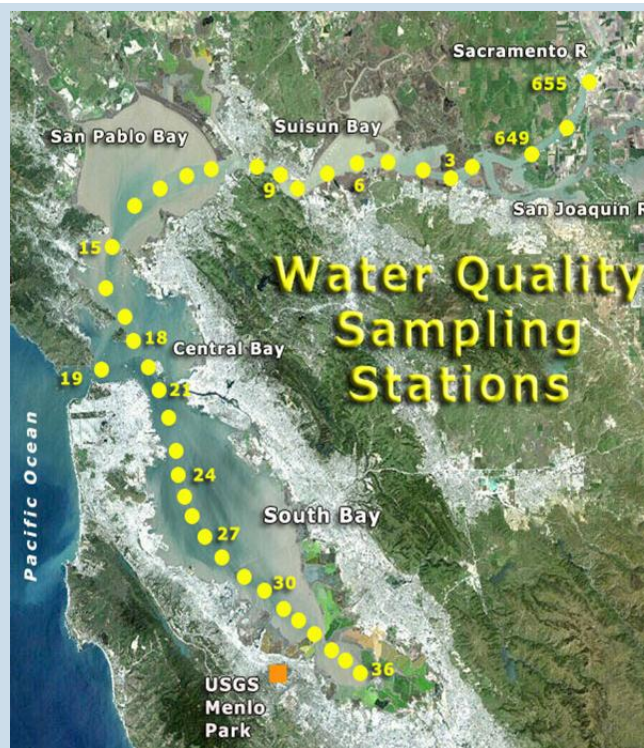 Sacramento R
655
San Pablo Bay
Suisun Bay
649
3
9
6
San Joaquin R
15
Water Quality
Sampling
Stations
18
Central Bay
19
21
Pacific Ocean
24
South Bay
27
30
36
USGS
Menlo
Park